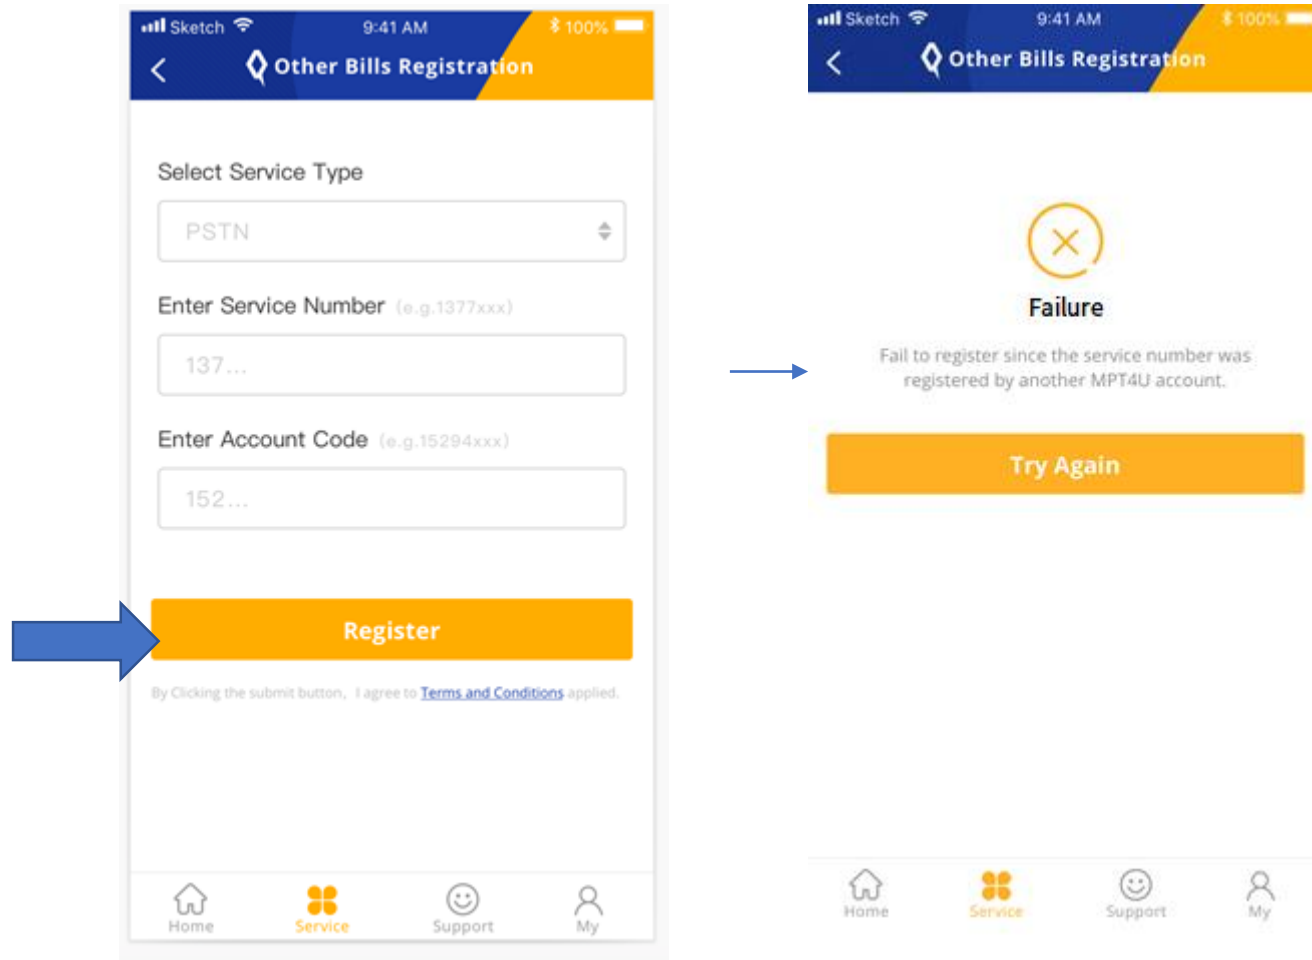 Sketch 9:41 AM 100%
Other Bills Registration
Select Service Type
PSTN
Enter Service Number (e.g.1377xxx)
137...
Enter Account Code (e.g.15294xxx)
152...
Register
By Clicking the submit button, I agree to Terms and Conditions applied.
Home Service Support My
Sketch 9:41 AM 100%
Other Bills Registration
Failure
Fail to register since the service number was
registered by another MPT4U account.
Try Again
Home Service Support My